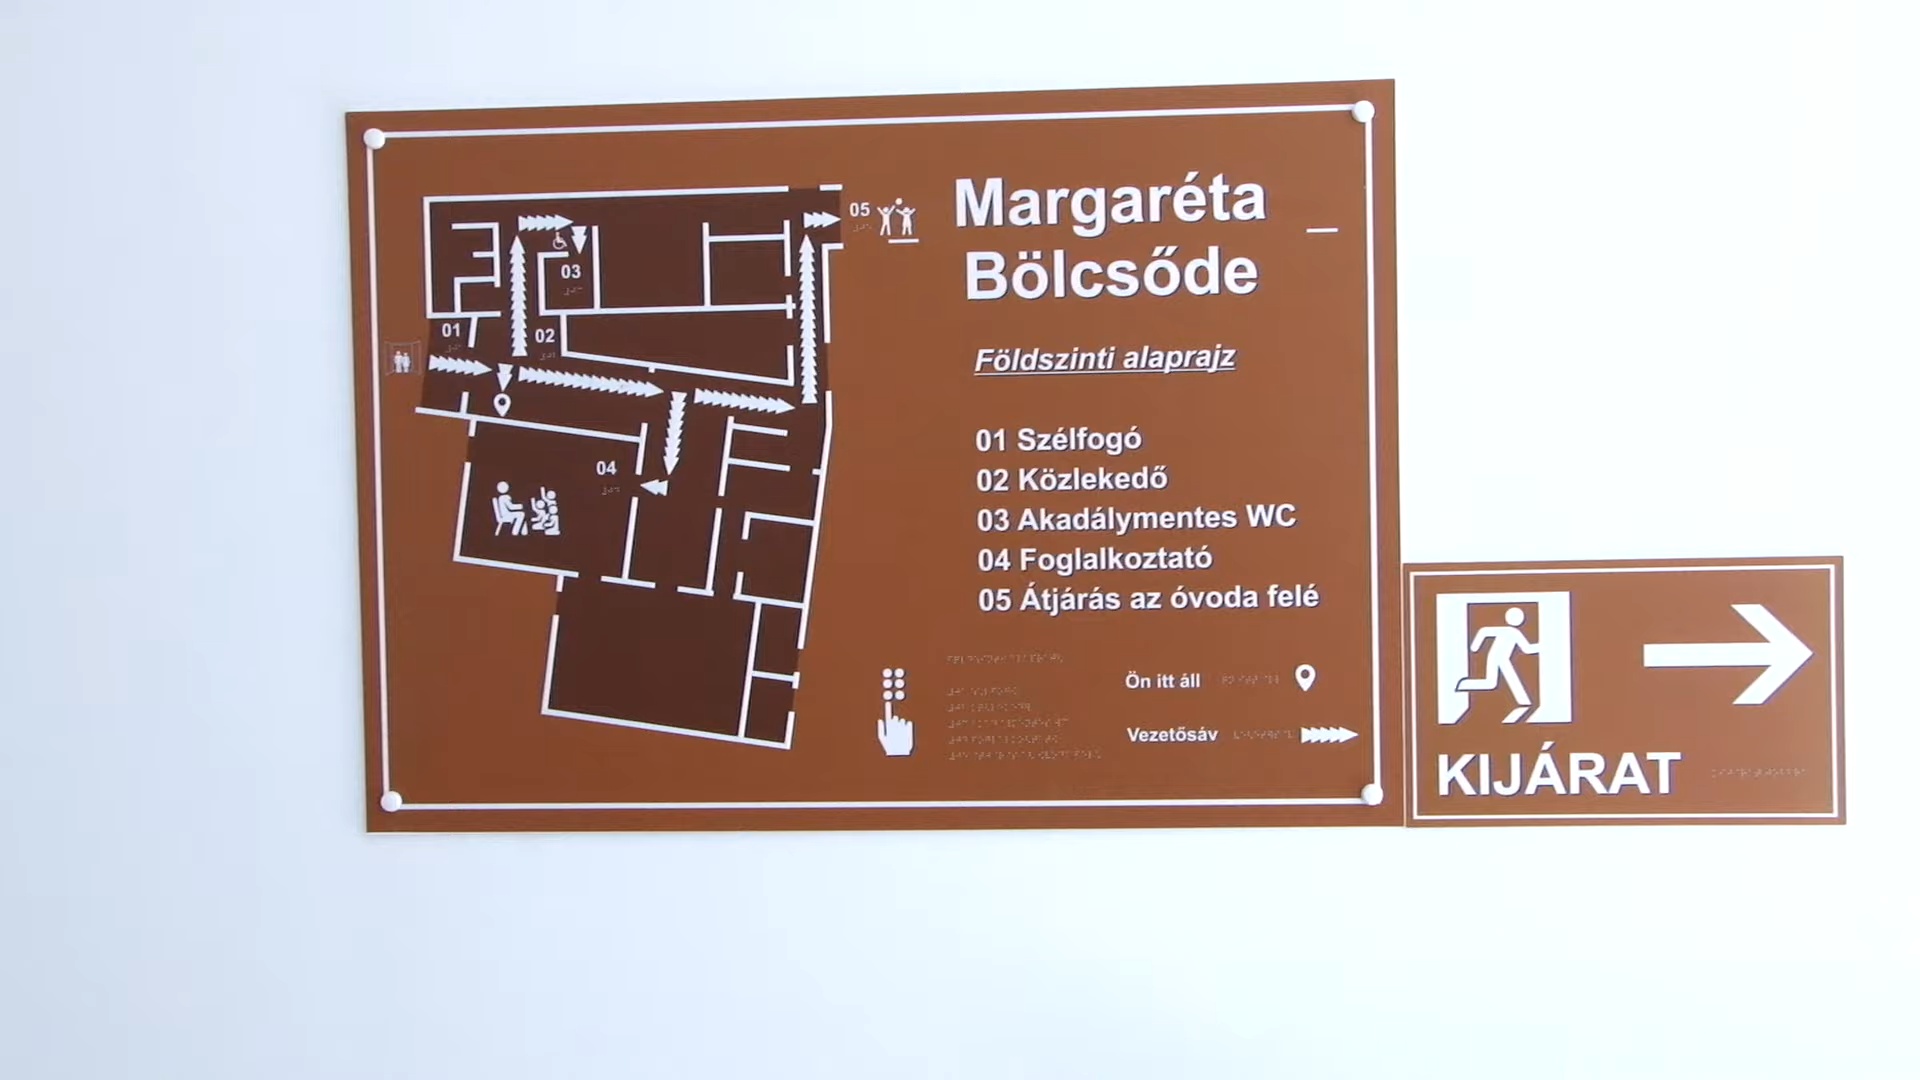 01
02
03
04
05
Margaréta
Bölcsőde
Földszinti alaprajz
01 Szélfogó
02 Közlekedő
03 Akadálymentes WC
04 Foglalkoztató
05 Átjárás az óvoda felé
Ön itt áll
Vezetősáv
KIJÁRAT